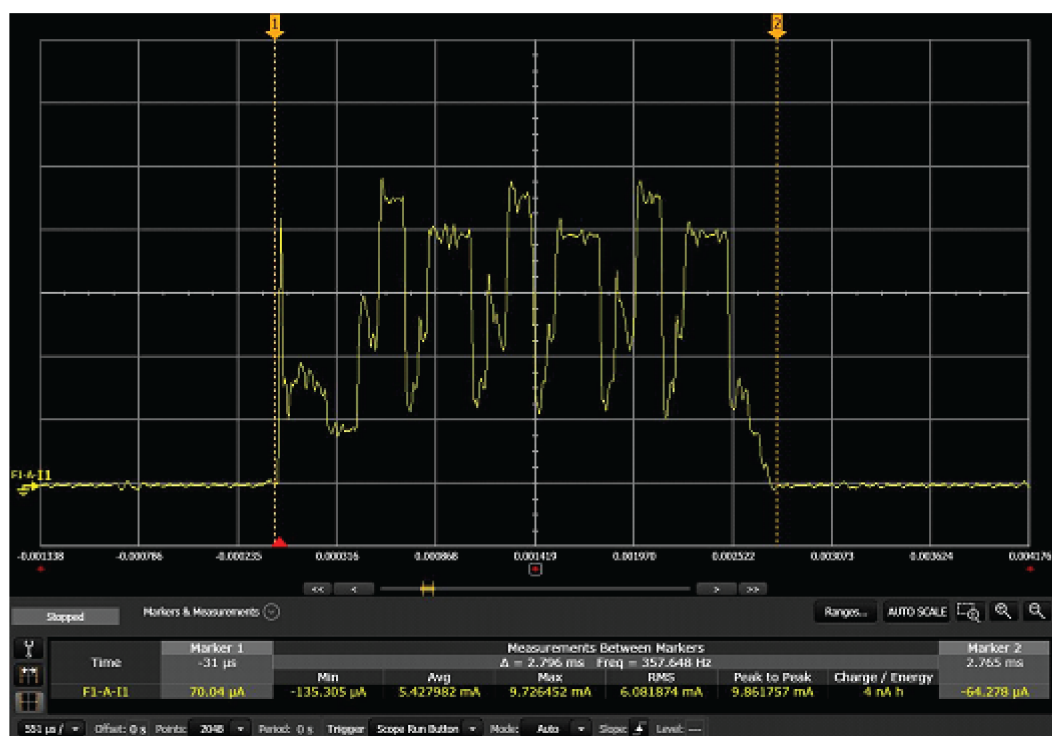 1 2
F1-A-I1
-0.001338 -0.000786 -0.000235 0.000316 0.000868 0.001419 0.001970 0.002522 0.003073 0.003624 0.004176
<< < > >>
Stopped Markers & Measurements Ranges... AUTO SCALE
Marker 1 Measurements Between Markers Marker 2
Time -31 µs Δ = 2.796 ms Freq = 357.648 Hz 2.765 ms
Min Avg Max RMS Peak to Peak Charge / Energy
F1-A-I1 70.04 µA -135.305 µA 5.427982 mA 9.726452 mA 6.081874 mA 9.861757 mA 4 nA h -64.278 µA
551 µs / Offset: 0 s Points: 2048 Period: 0 s Trigger Scope Run Button Mode: Auto Slope: Level: ---